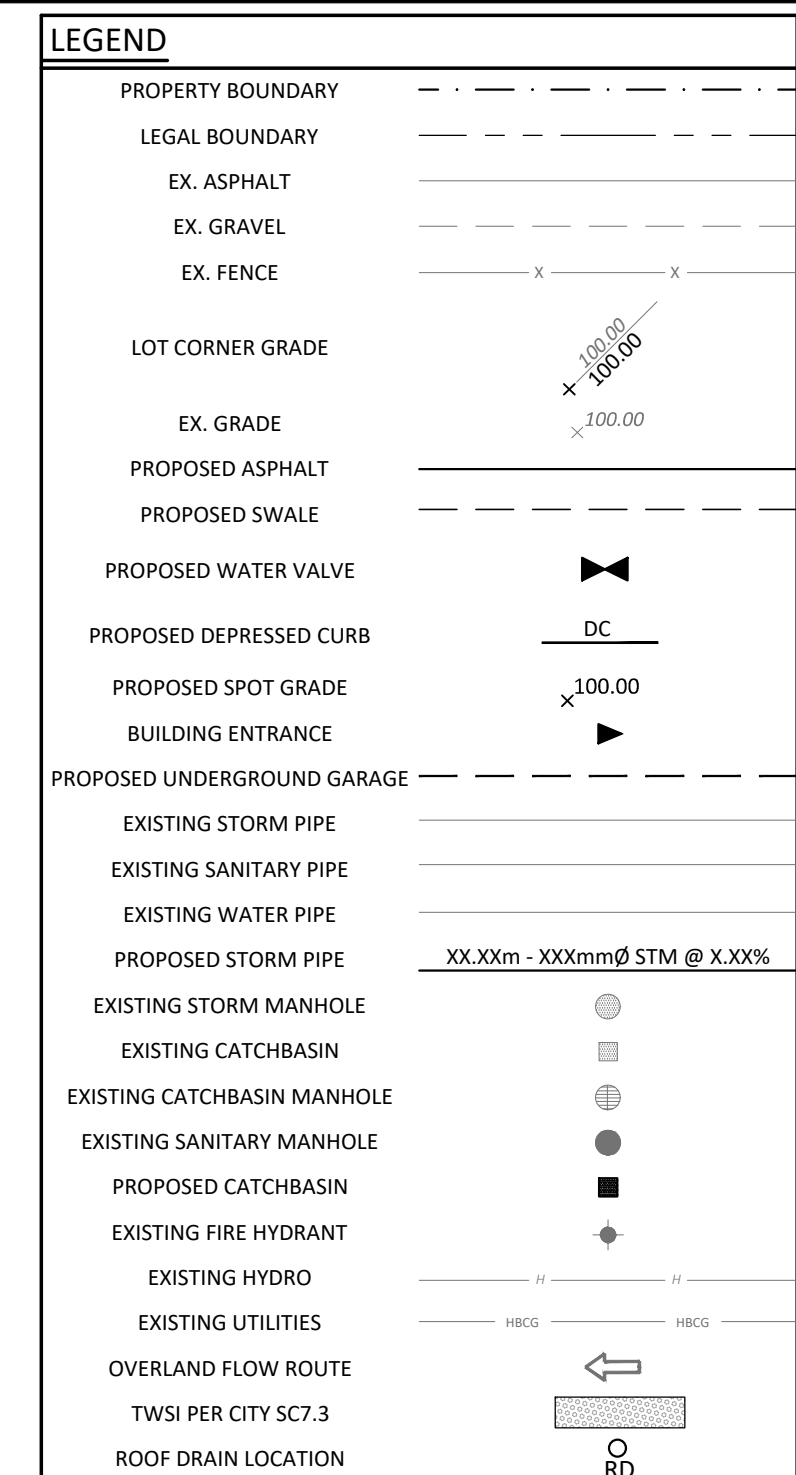 LEGEND
PROPERTY BOUNDARY
LEGAL BOUNDARY
EX. ASPHALT
EX. GRAVEL
EX. FENCE X X
LOT CORNER GRADE 100.00 100.00
EX. GRADE 100.00
PROPOSED ASPHALT
PROPOSED SWALE
PROPOSED WATER VALVE
PROPOSED DEPRESSED CURB DC
PROPOSED SPOT GRADE 100.00
BUILDING ENTRANCE
PROPOSED UNDERGROUND GARAGE
EXISTING STORM PIPE
EXISTING SANITARY PIPE
EXISTING WATER PIPE
PROPOSED STORM PIPE XX.XXm - XXXmmØ STM @ X.XX%
EXISTING STORM MANHOLE
EXISTING CATCHBASIN
EXISTING CATCHBASIN MANHOLE
EXISTING SANITARY MANHOLE
PROPOSED CATCHBASIN
EXISTING FIRE HYDRANT
EXISTING HYDRO H H
EXISTING UTILITIES HBCG HBCG
OVERLAND FLOW ROUTE
TWSI PER CITY SC7.3
ROOF DRAIN LOCATION RD